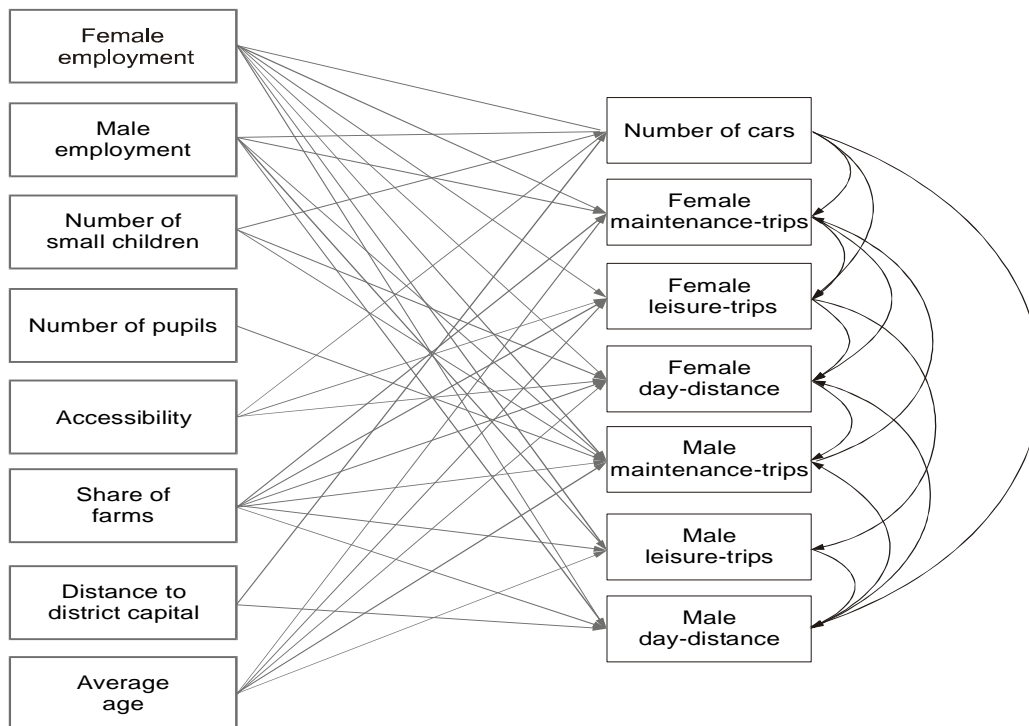 Female
employment
Male
employment
Number of
small children
Number of pupils
Accessibility
Share of
farms
Distance to
district capital
Average
age
Number of cars
Female
maintenance-trips
Female
leisure-trips
Female
day-distance
Male
maintenance-trips
Male
leisure-trips
Male
day-distance